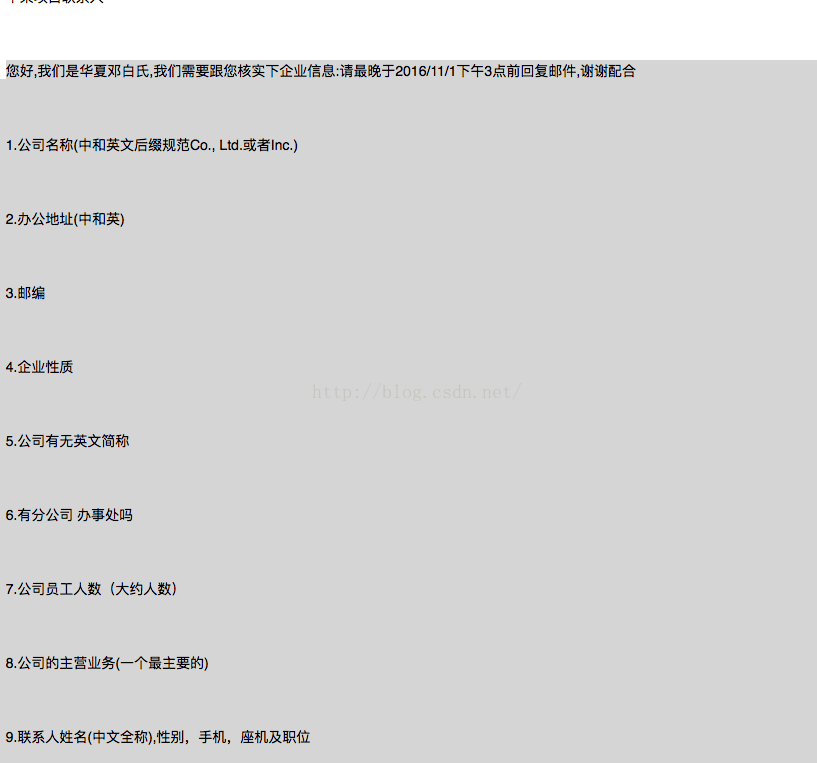 您好,我们是华夏邓白氏,我们需要跟您核实下企业信息:请最晚于2016/11/1下午3点前回复邮件,谢谢配合
1.公司名称(中和英文后缀规范Co., Ltd.或者Inc.)
2.办公地址(中和英)
3.邮编
4.企业性质
http://blog.csdn.net/
5.公司有无英文简称
6.有分公司 办事处吗
7.公司员工人数（大约人数）
8.公司的主营业务(一个最主要的)
9.联系人姓名(中文全称),性别，手机，座机及职位